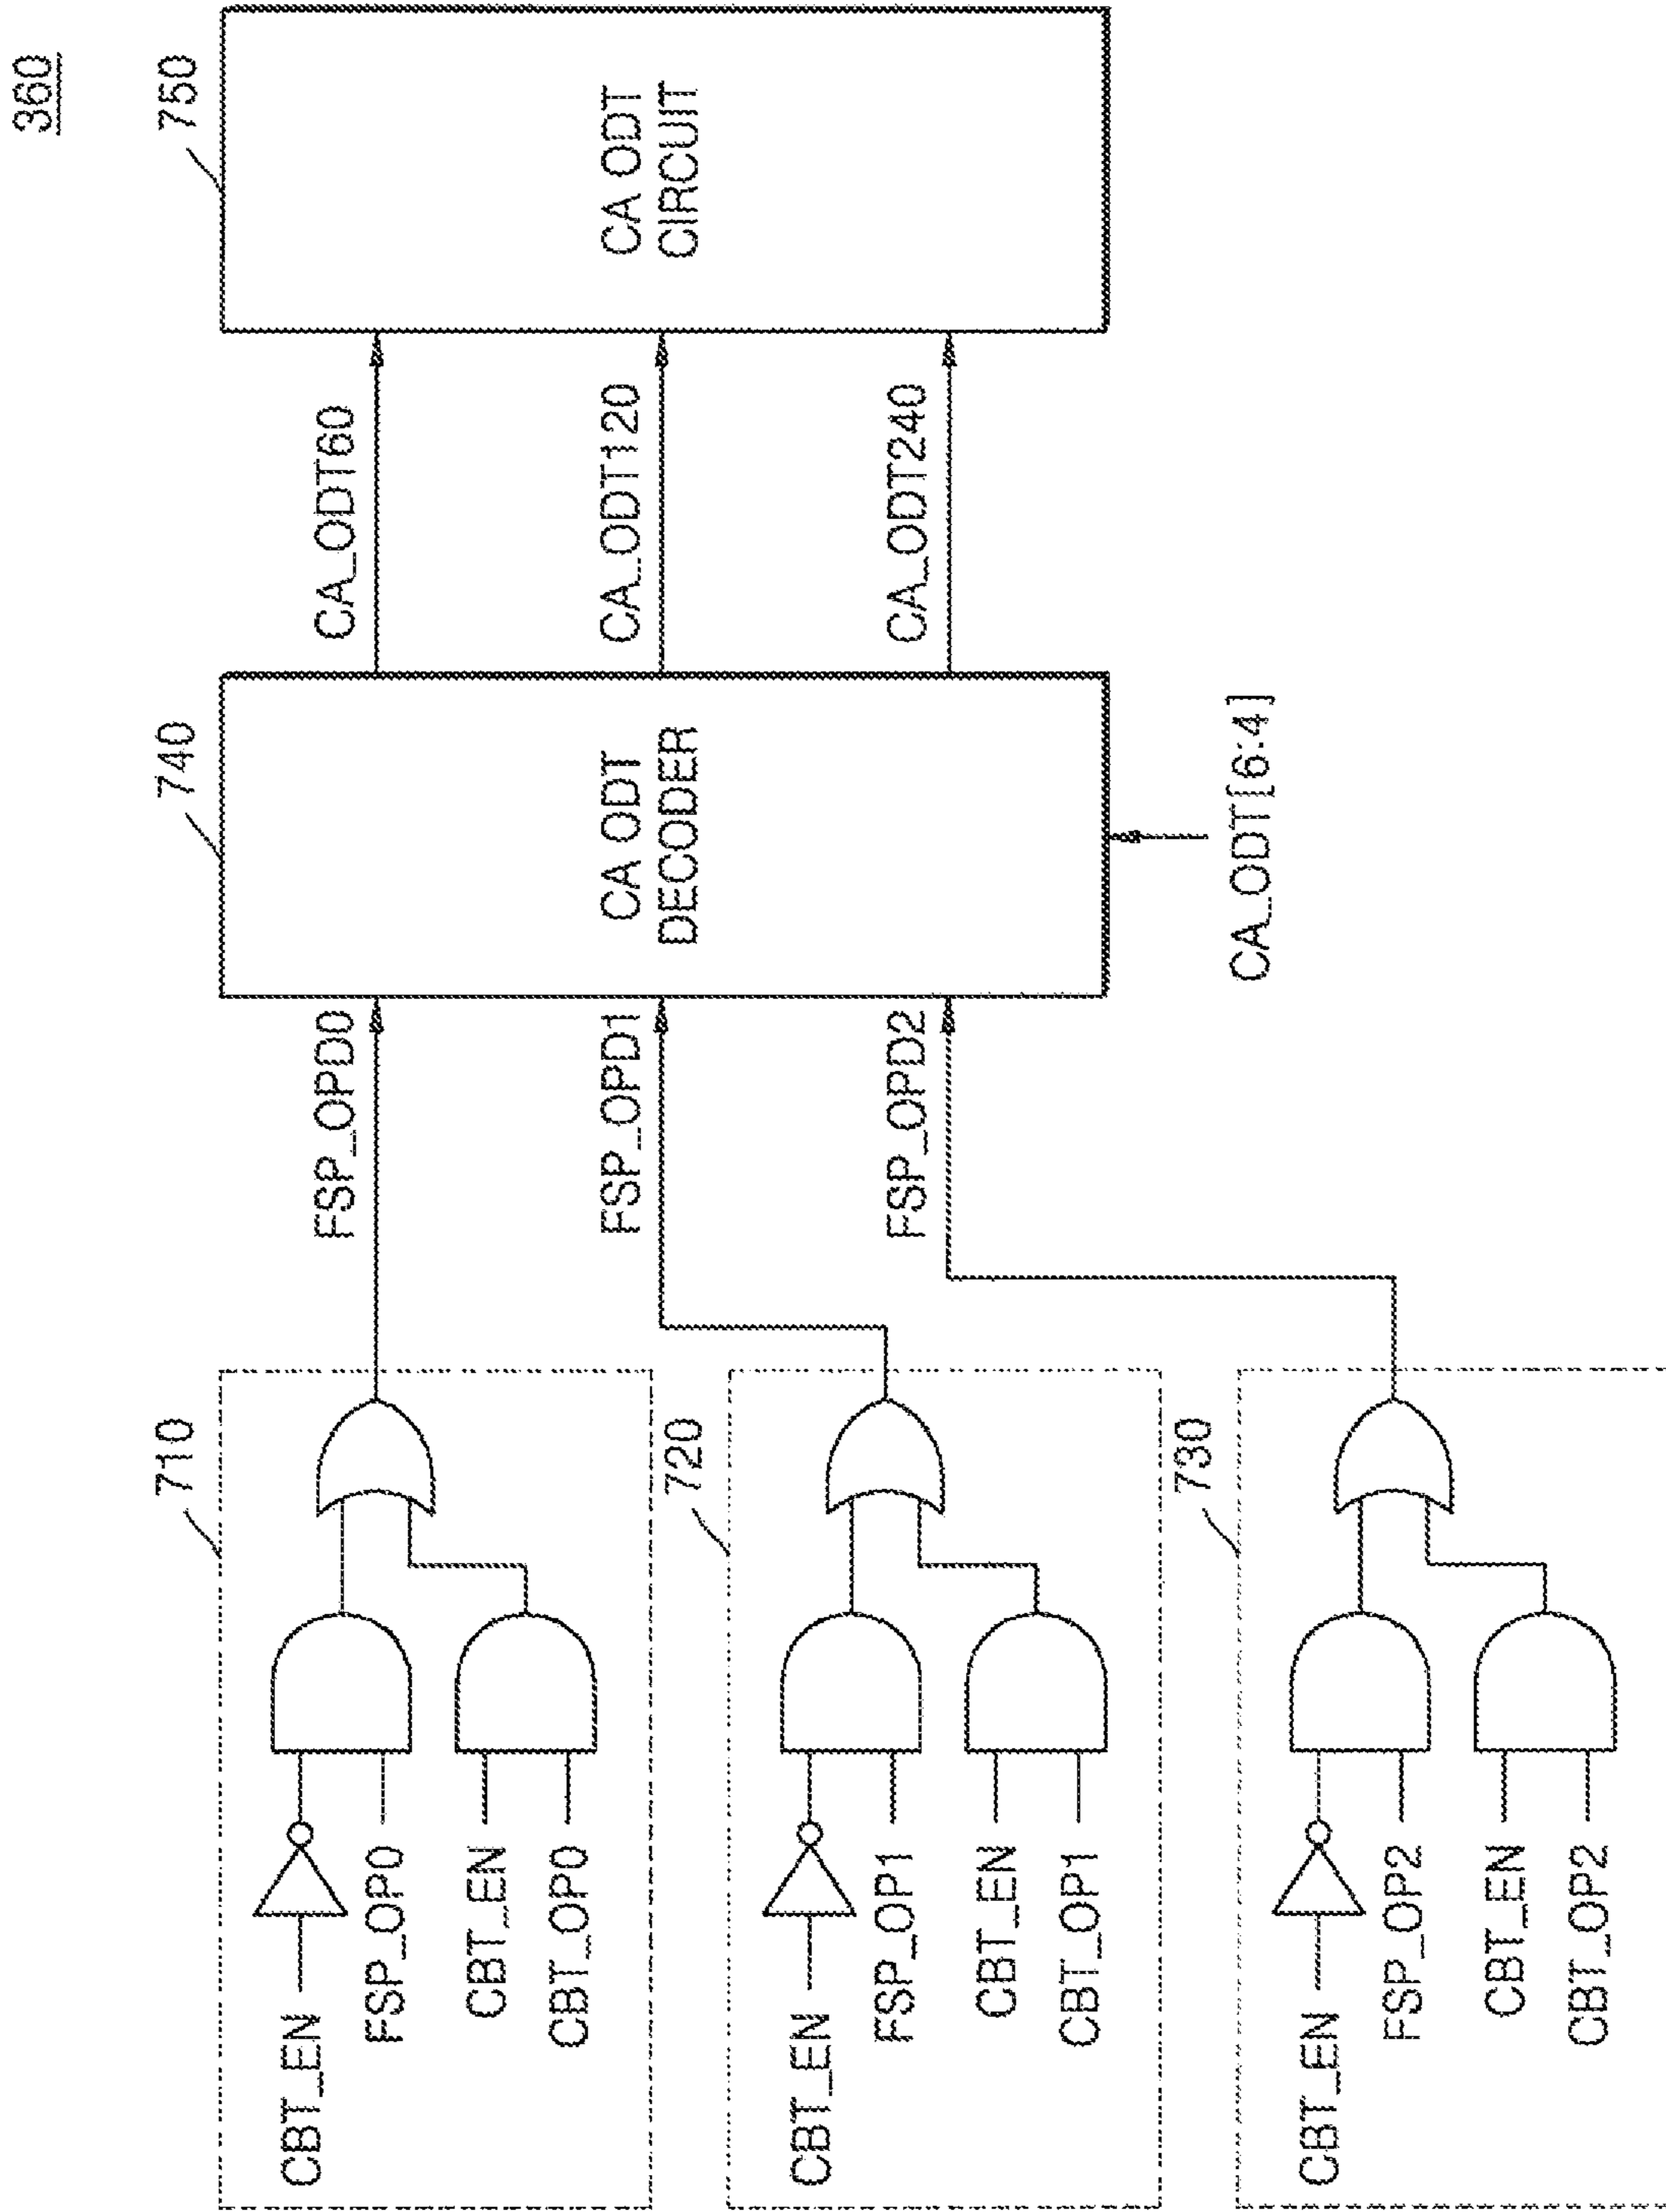 360
710
CBT_EN
FSP_OP0
CBT_EN
CBT_OP0
720
CBT_EN
FSP_OP1
CBT_EN
CBT_OP1
730
CBT_EN
FSP_OP2
CBT_EN
CBT_OP2
FSP_OPD0
FSP_OPD1
FSP_OPD2
740
CA ODT
DECODER
CA_ODT[6:4]
CA_ODT60
CA_ODT120
CA_ODT240
750
CA ODT
CIRCUIT